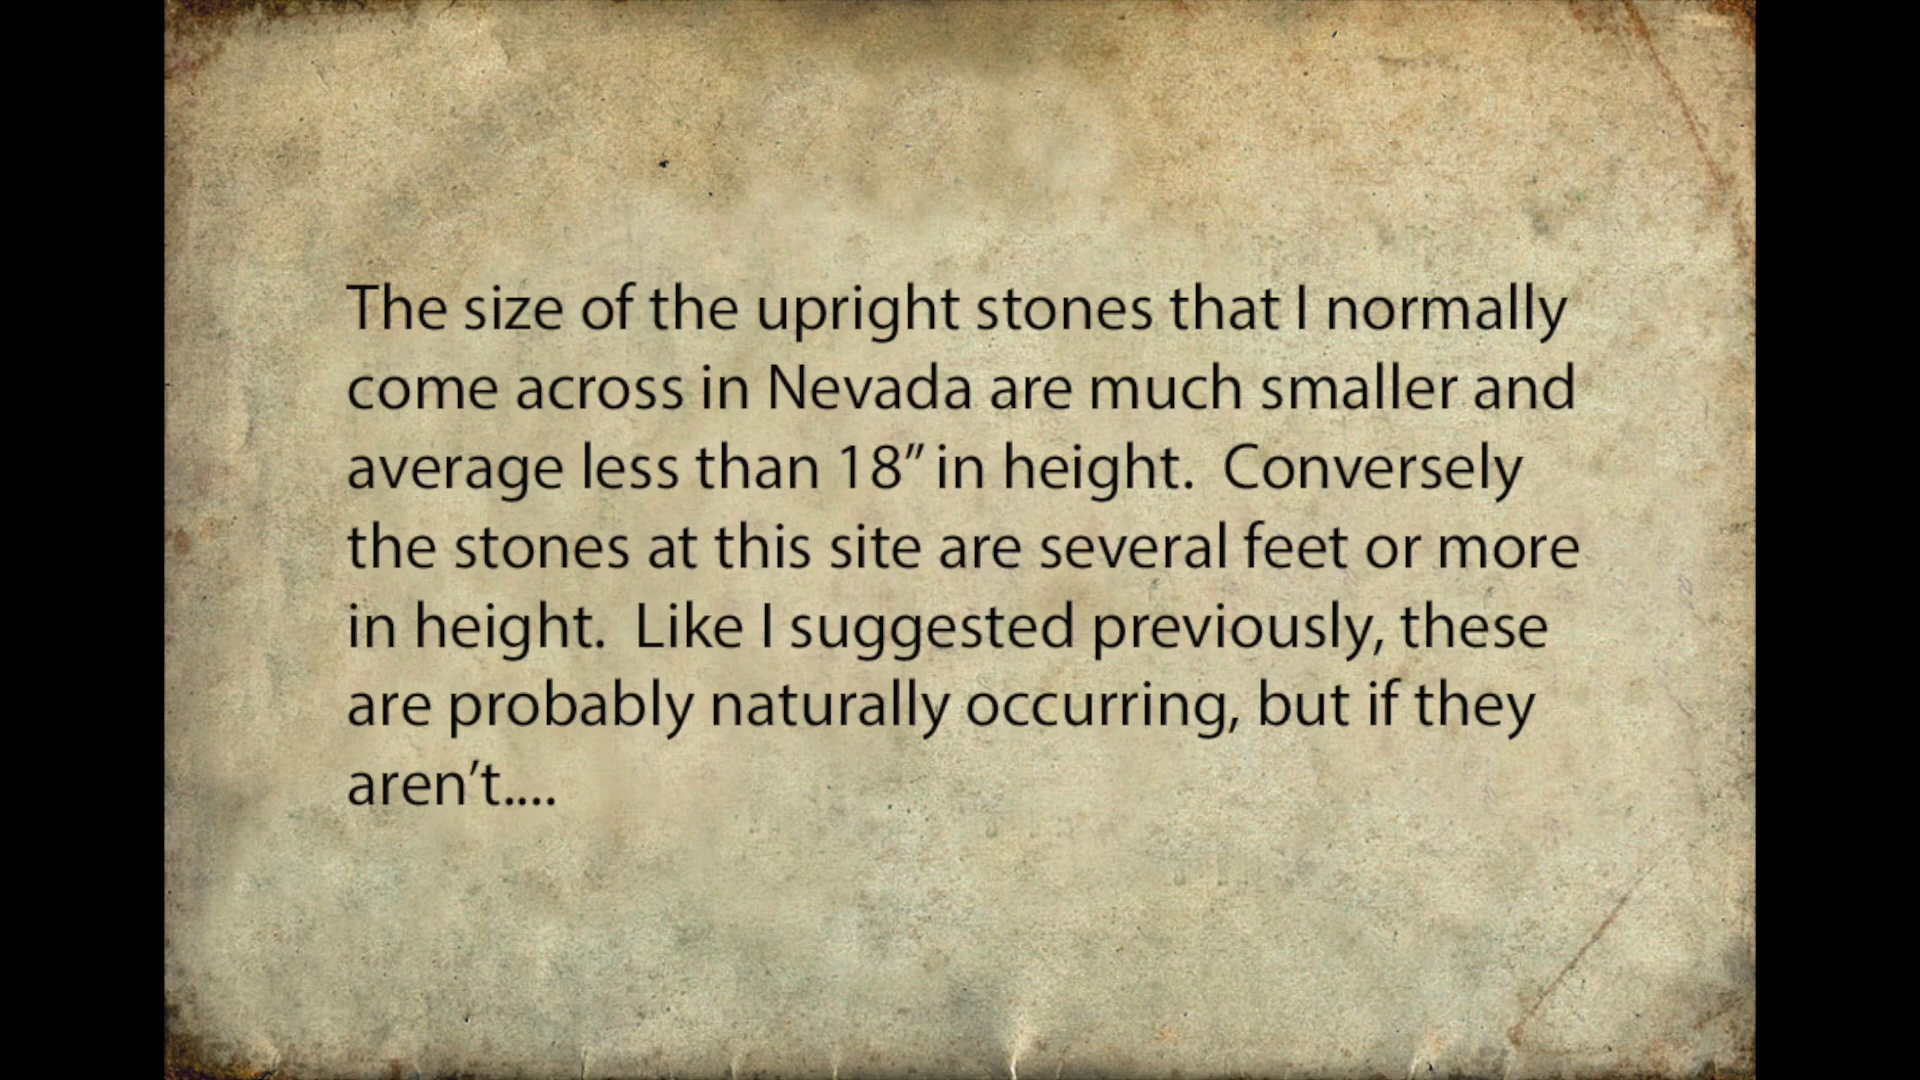 The size of the upright stones that I normally
come across in Nevada are much smaller and
average less than 18” in height.  Conversely
the stones at this site are several feet or more
in height.  Like I suggested previously, these
are probably naturally occurring, but if they
aren’t....